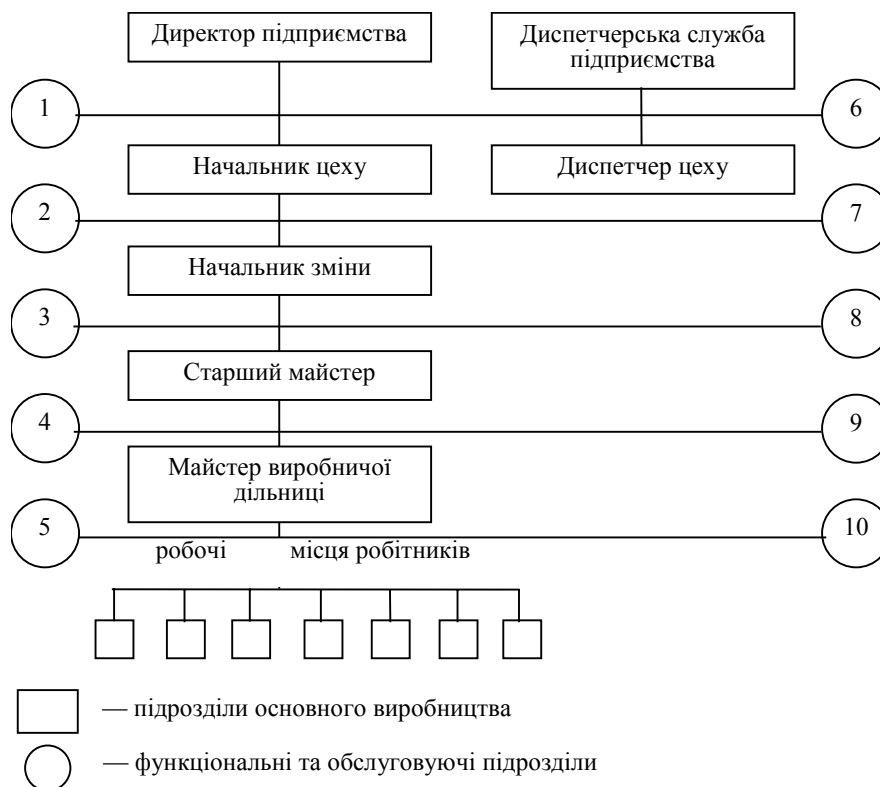 Директор підприємства
Диспетчерська служба
підприємства
1
6
Начальник цеху
Диспетчер цеху
2
7
Начальник зміни
3
8
Старший майстер
4
9
Майстер виробничої
дільниці
5
10
робочі місця робітників
— підрозділи основного виробництва
— функціональні та обслуговуючі підрозділи